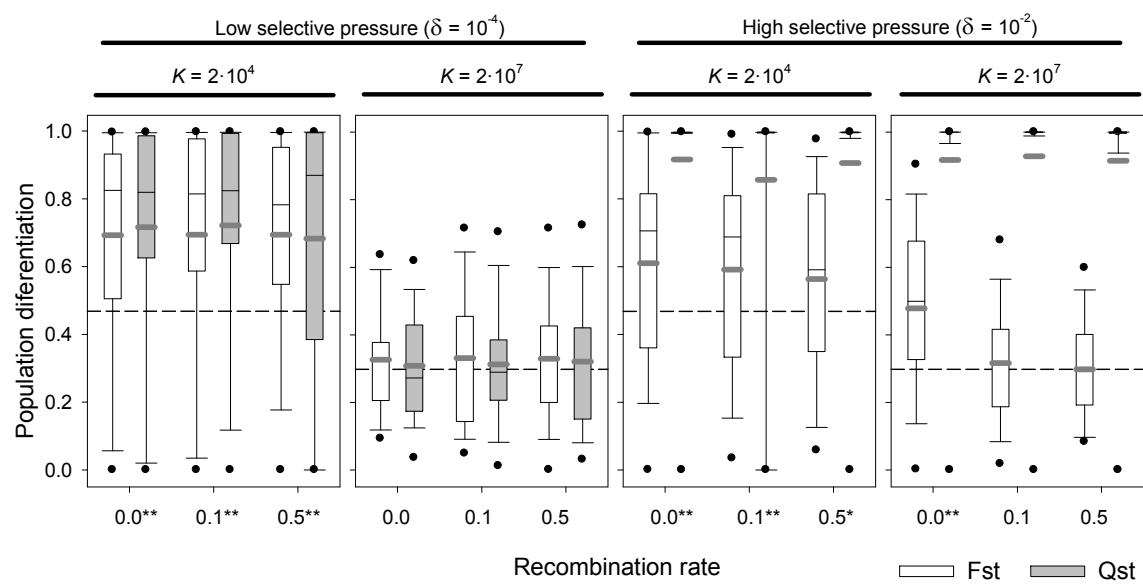 Low selective pressure (δ = 10⁻⁴) High selective pressure (δ = 10⁻²)
K = 2·10⁴ K = 2·10⁷ K = 2·10⁴ K = 2·10⁷
Population diferentiation
1.0
0.8
0.6
0.4
0.2
0.0
0.0** 0.1** 0.5** 0.0 0.1 0.5 0.0** 0.1** 0.5* 0.0** 0.1 0.5
Recombination rate
Fst Qst